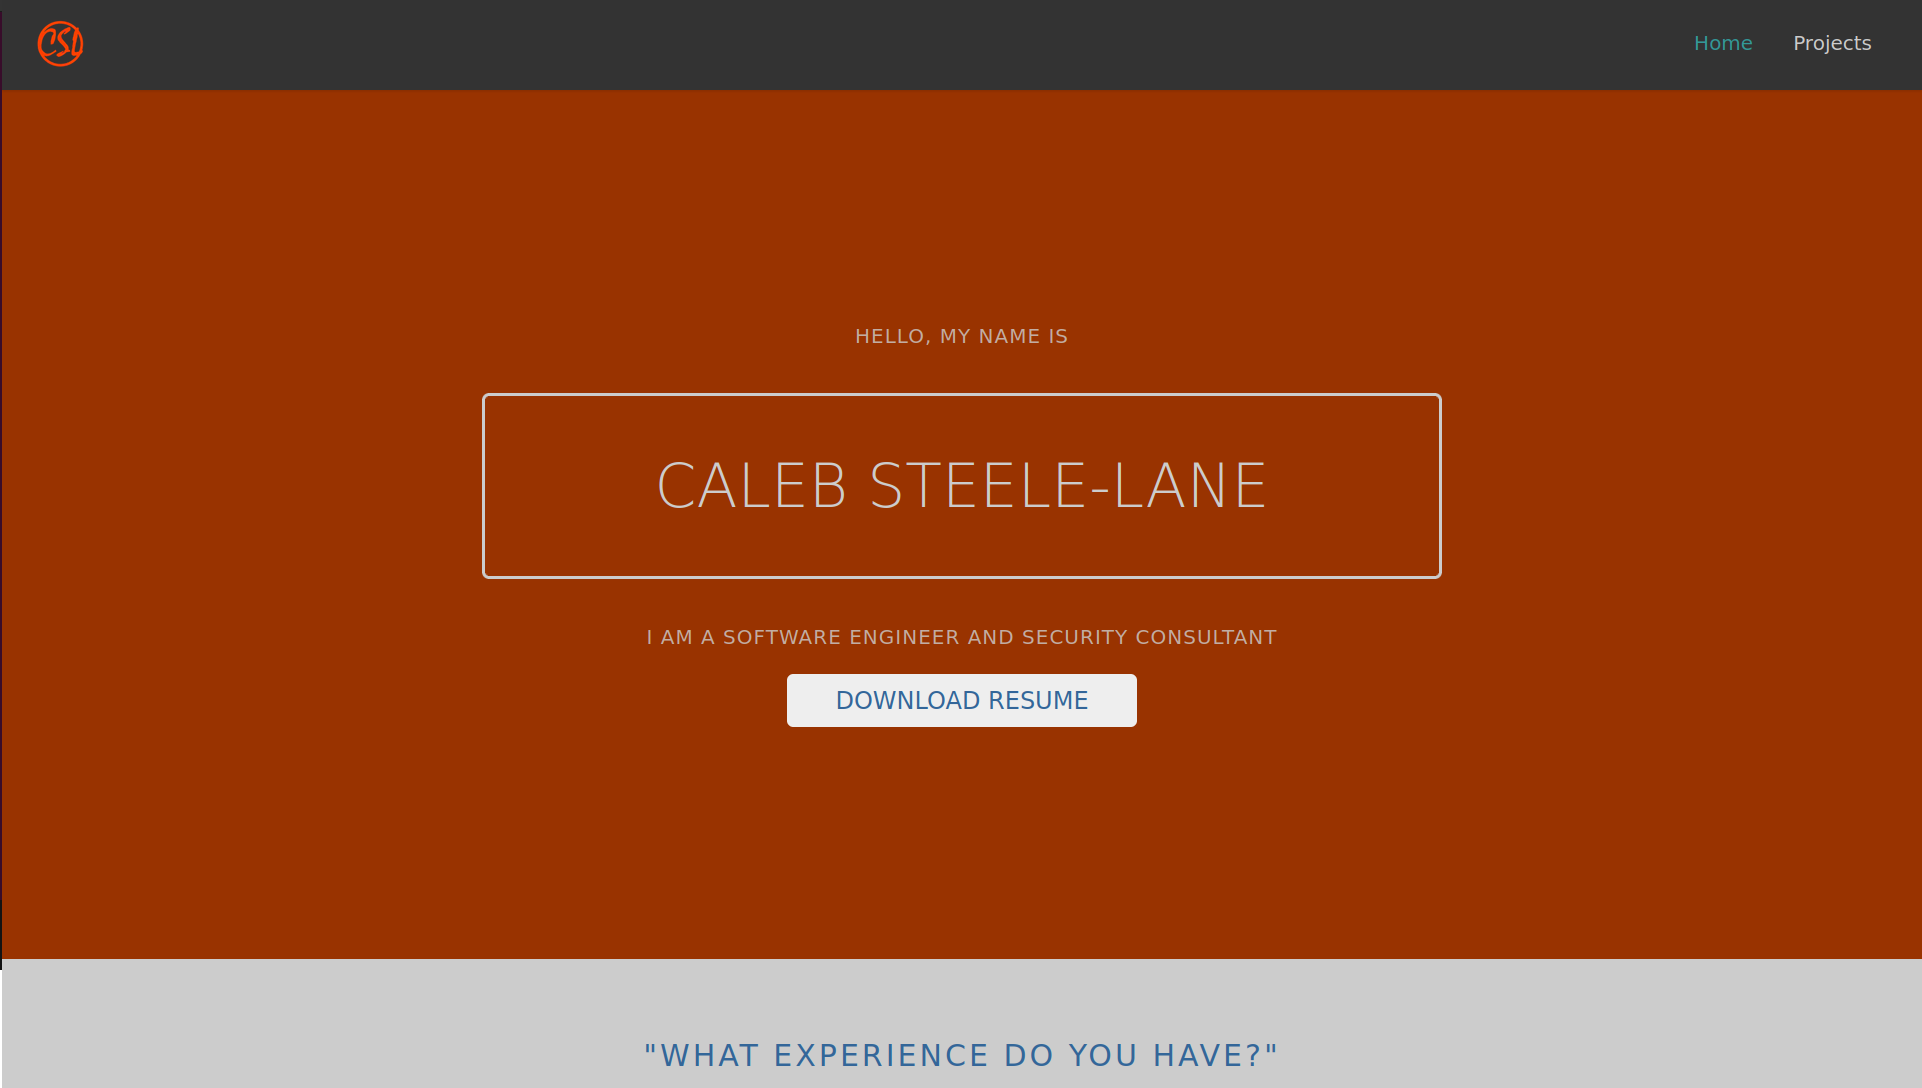 CSL
Home
Projects
HELLO, MY NAME IS
CALEB STEELE-LANE
I AM A SOFTWARE ENGINEER AND SECURITY CONSULTANT
DOWNLOAD RESUME
"WHAT EXPERIENCE DO YOU HAVE?"